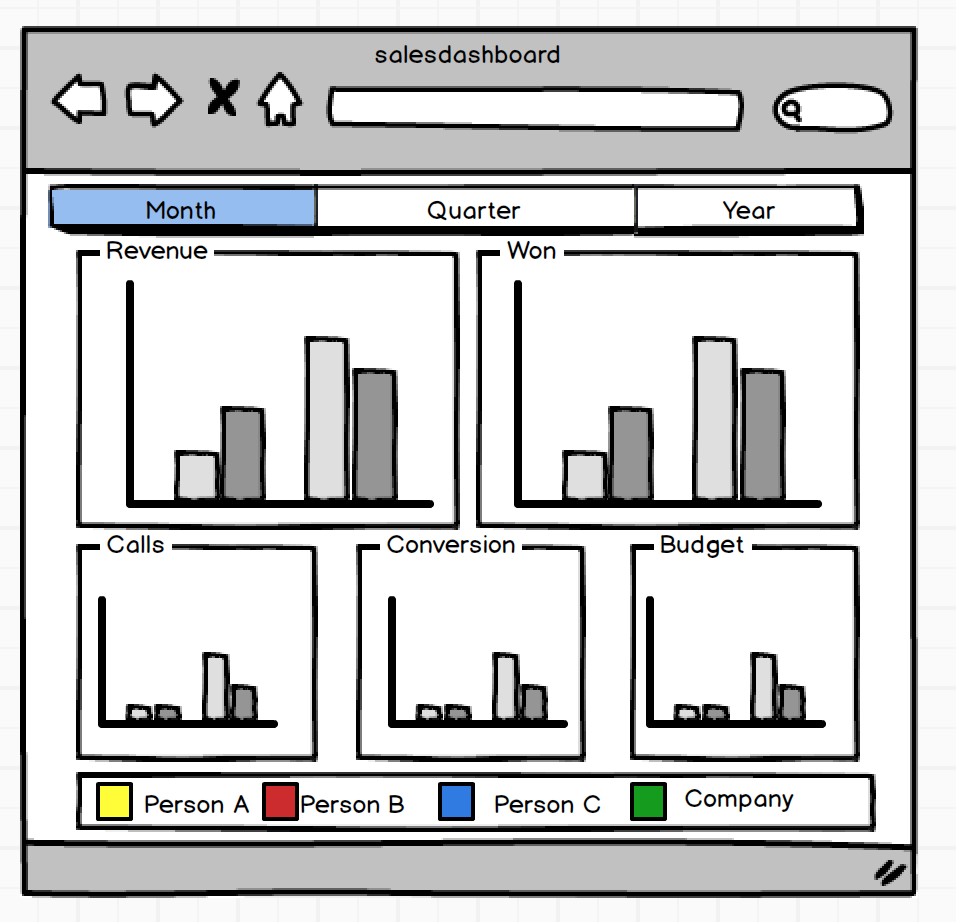 salesdashboard
Month Quarter Year
Revenue Won
Calls Conversion Budget
Person A Person B Person C Company